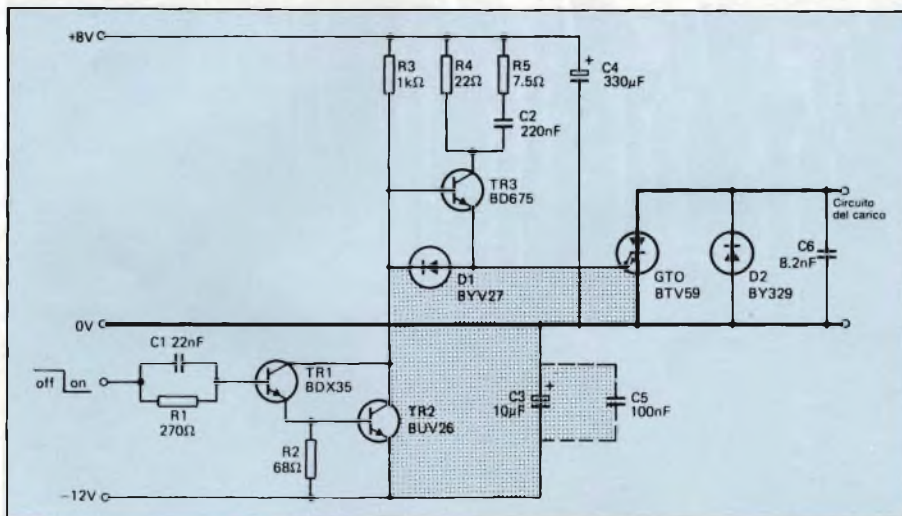 +8V
R3
1kΩ
R4
22Ω
R5
7.5Ω
C4
330µF
+
C2
220nF
TR3
BD675
Circuito
del carico
C6
8.2nF
D1
BYV27
GTO
BTV59
D2
BY329
0V
C1 22nF
off on
TR1
BDX35
R1
270Ω
TR2
BUV26
C3
10µF
+
C5
100nF
R2
68Ω
−12V